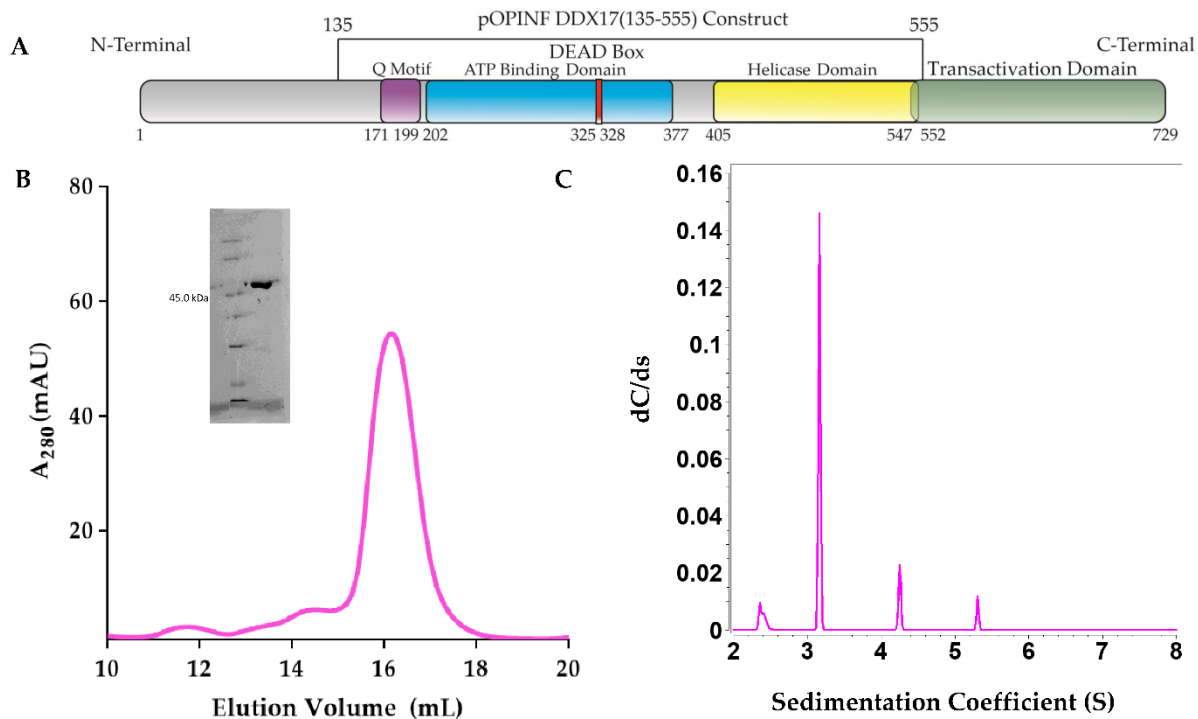 pOPINF DDX17(135-555) Construct
135 555
A N-Terminal C-Terminal
DEAD Box
Q Motif ATP Binding Domain Helicase Domain Transactivation Domain
1 171 199 202 325 328 377 405 547 552 729
B
80
60
40
20
A280 (mAU)
45.0 kDa
10 12 14 16 18 20
Elution Volume (mL)
C
0.16
0.14
0.12
0.1
0.08
0.06
0.04
0.02
0
dC/ds
2 3 4 5 6 7 8
Sedimentation Coefficient (S)